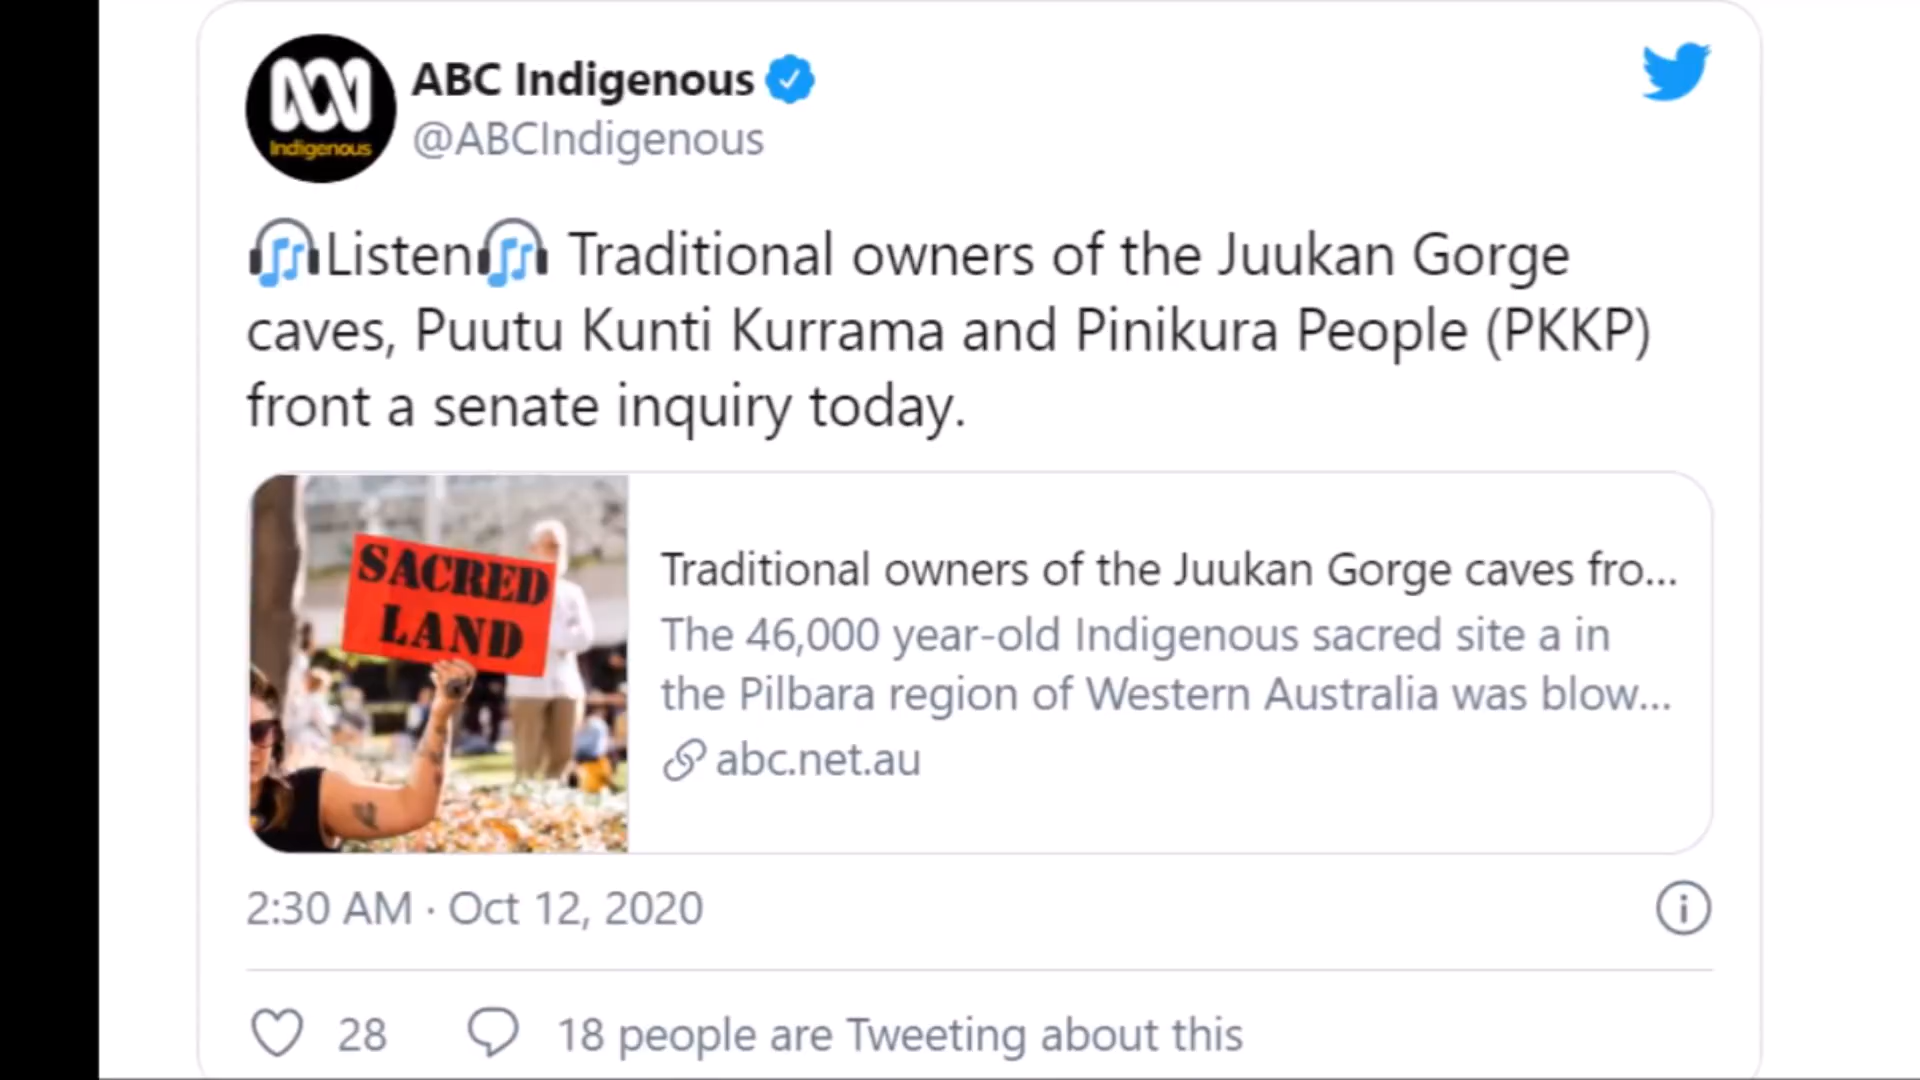 ABC Indigenous
@ABCIndigenous
Indigenous
🎧Listen🎧 Traditional owners of the Juukan Gorge
caves, Puutu Kunti Kurrama and Pinikura People (PKKP)
front a senate inquiry today.
SACRED
LAND
Traditional owners of the Juukan Gorge caves fro...
The 46,000 year-old Indigenous sacred site a in
the Pilbara region of Western Australia was blow...
abc.net.au
2:30 AM · Oct 12, 2020
28 18 people are Tweeting about this